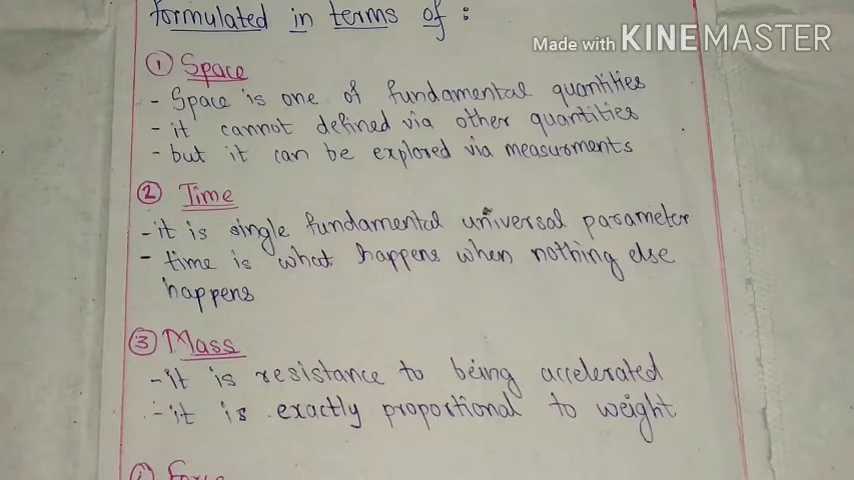 formulated in terms of :
Made with KINEMASTER
① Space
- Space is one of fundamental quantities
- it cannot defined via other quantities
- but it can be explored via measurments
② Time
- it is single fundamental universal parameter
- time is what happens when nothing else
happens
③ Mass
- it is resistance to being accelerated
- it is exactly proportional to weight